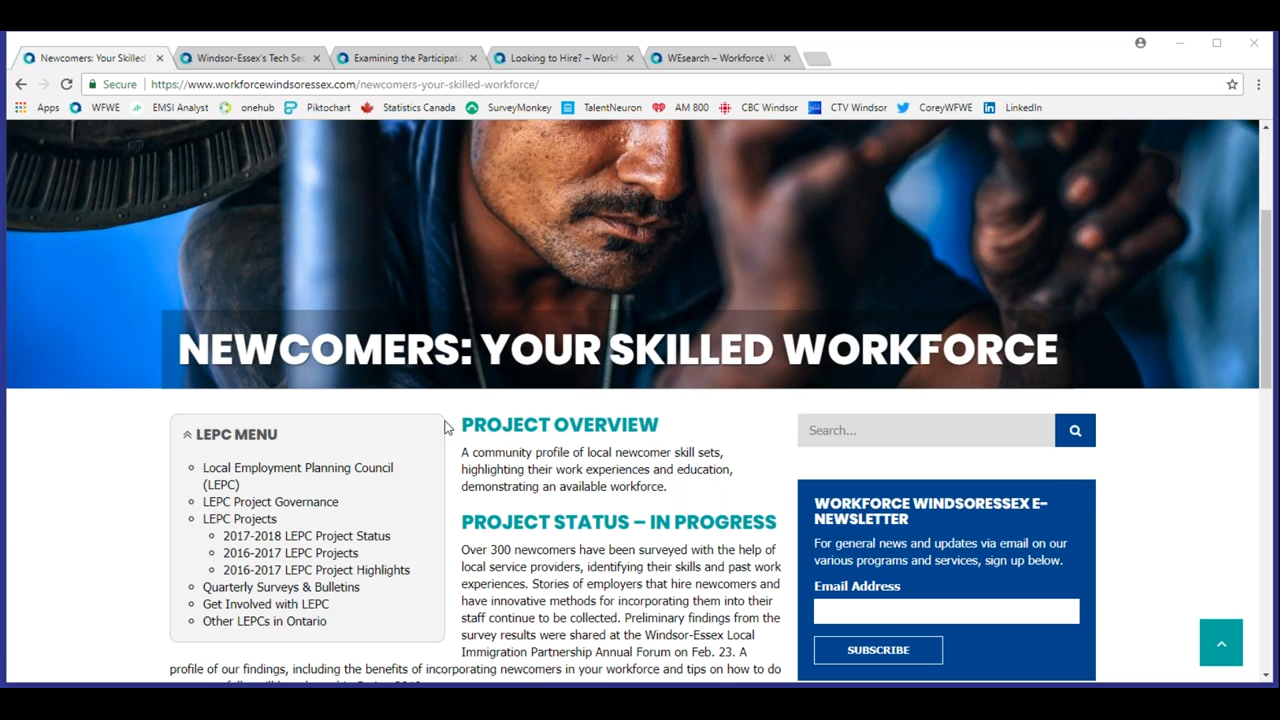 Newcomers: Your Skilled
Windsor-Essex's Tech Sec
Examining the Participati
Looking to Hire? – Workf
WEsearch – Workforce W
Secure https://www.workforcewindsoressex.com/newcomers-your-skilled-workforce/
Apps WFWE EMSI Analyst onehub Piktochart Statistics Canada SurveyMonkey TalentNeuron AM 800 CBC Windsor CTV Windsor CoreyWFWE LinkedIn
NEWCOMERS: YOUR SKILLED WORKFORCE
LEPC MENU
Local Employment Planning Council
(LEPC)
LEPC Project Governance
LEPC Projects
2017-2018 LEPC Project Status
2016-2017 LEPC Projects
2016-2017 LEPC Project Highlights
Quarterly Surveys & Bulletins
Get Involved with LEPC
Other LEPCs in Ontario
PROJECT OVERVIEW
A community profile of local newcomer skill sets,
highlighting their work experiences and education,
demonstrating an available workforce.
PROJECT STATUS – IN PROGRESS
Over 300 newcomers have been surveyed with the help of
local service providers, identifying their skills and past work
experiences. Stories of employers that hire newcomers and
have innovative methods for incorporating them into their
staff continue to be collected. Preliminary findings from the
survey results were shared at the Windsor-Essex Local
Immigration Partnership Annual Forum on Feb. 23. A
profile of our findings, including the benefits of incorporating newcomers in your workforce and tips on how to do
Search...
WORKFORCE WINDSORESSEX E-
NEWSLETTER
For general news and updates via email on our
various programs and services, sign up below.
Email Address
SUBSCRIBE